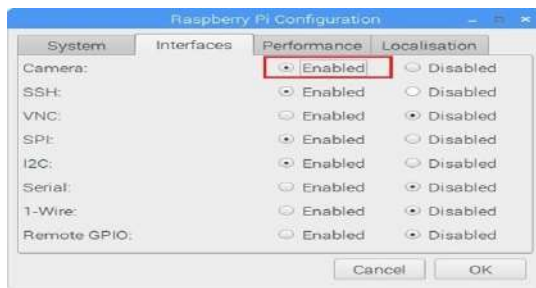 Raspberry Pi Configuration
System Interfaces Performance Localisation
Camera: Enabled Disabled
SSH: Enabled Disabled
VNC: Enabled Disabled
SPI: Enabled Disabled
I2C: Enabled Disabled
Serial: Enabled Disabled
1-Wire: Enabled Disabled
Remote GPIO: Enabled Disabled
Cancel OK